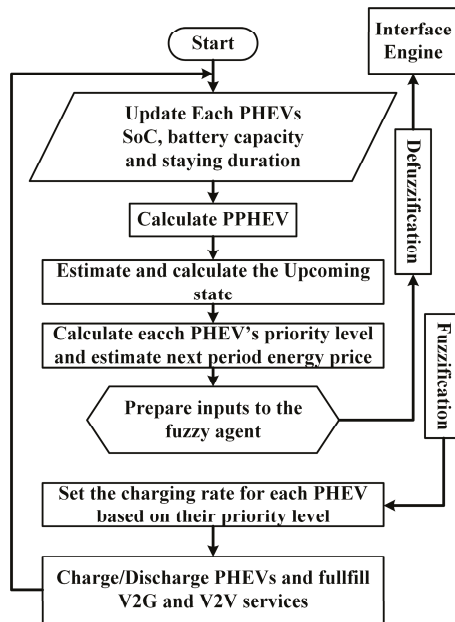 Start
Interface
Engine
Update Each PHEVs
SoC, battery capacity
and staying duration
Defuzzification
Calculate PPHEV
Estimate and calculate the Upcoming
state
Calculate eacch PHEV's priority level
and estimate next period energy price
Fuzzification
Prepare inputs to the
fuzzy agent
Set the charging rate for each PHEV
based on their priority level
Charge/Discharge PHEVs and fullfill
V2G and V2V services